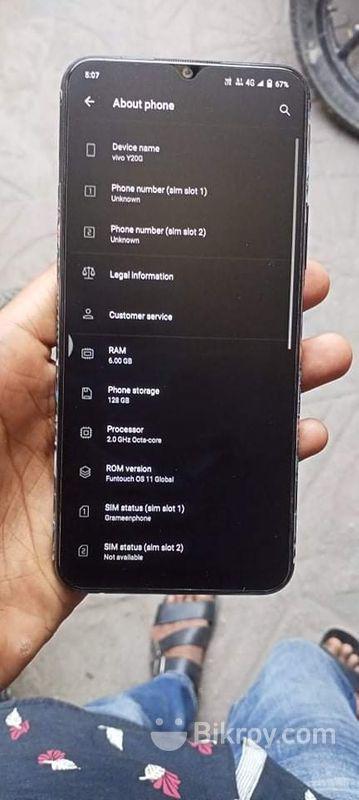 5:07
4G 67%
About phone
Device name
vivo Y20G
Phone number (sim slot 1)
Unknown
Phone number (sim slot 2)
Unknown
Legal information
Customer service
RAM
6.00 GB
Phone storage
128 GB
Processor
2.0 GHz Octa-core
ROM version
Funtouch OS 11 Global
SIM status (sim slot 1)
Grameenphone
SIM status (sim slot 2)
Not available
Bikroy.com